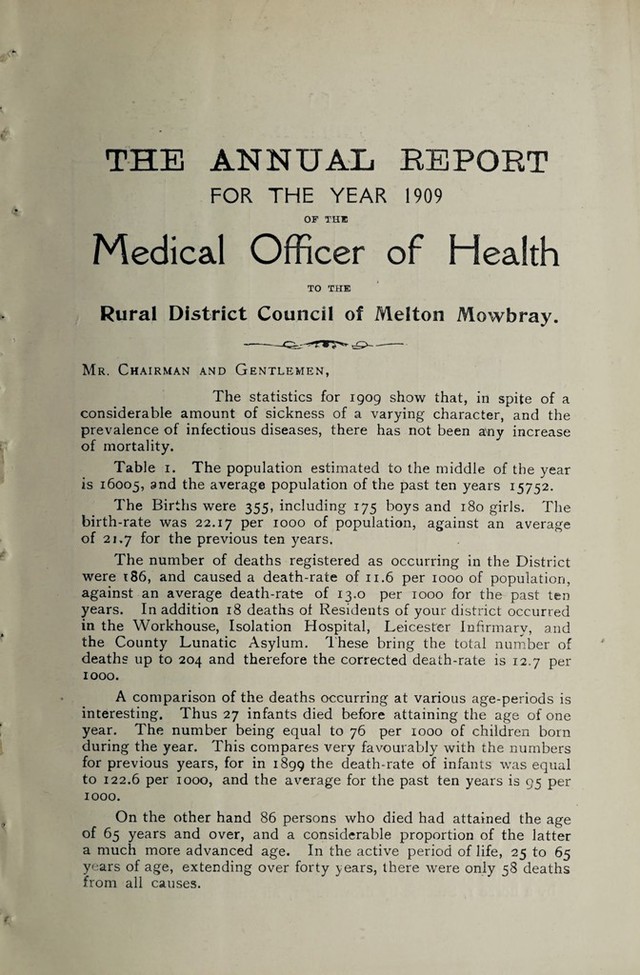 THE ANNUAL REPORT
FOR THE YEAR 1909
OF THE
Medical Officer of Health
TO THE
Rural District Council of Melton Mowbray.
Mr. Chairman and Gentlemen,
The statistics for 1909 show that, in spite of a
considerable amount of sickness of a varying character, and the
prevalence of infectious diseases, there has not been any increase
of mortality.
Table 1. The population estimated to the middle of the year
is 16005, and the average population of the past ten years 15752.
The Births were 355, including 175 boys and 180 girls. The
birth-rate was 22.17 per 1000 of population, against an average
of 21.7 for the previous ten years.
The number of deaths registered as occurring in the District
were 186, and caused a death-rate of 11.6 per 1000 of population,
against an average death-rate of 13.0 per 1000 for the past ten
years. In addition 18 deaths of Residents of your district occurred
in the Workhouse, Isolation Hospital, Leicester Infirmary, and
the County Lunatic Asylum. These bring the total number of
deaths up to 204 and therefore the corrected death-rate is 12.7 per
1000.
A comparison of the deaths occurring at various age-periods is
interesting. Thus 27 infants died before attaining the age of one
year. The number being equal to 76 per 1000 of children born
during the year. This compares very favourably with the numbers
for previous years, for in 1899 the death-rate of infants was equal
to 122.6 per 1000, and the average for the past ten years is 95 per
1000.
On the other hand 86 persons who died had attained the age
of 65 years and over, and a considerable proportion of the latter
a much more advanced age. In the active period of life, 25 to 65
years of age, extending over forty years, there were only 58 deaths
from all causes.